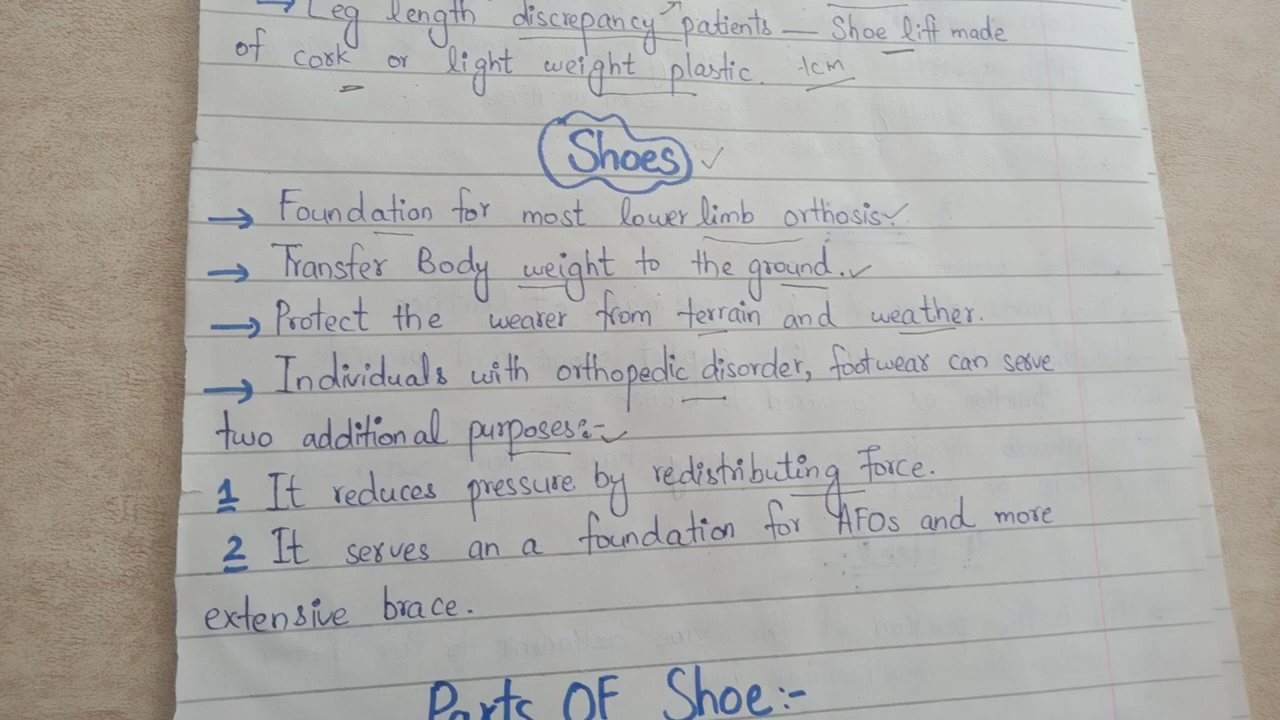 → Leg length discrepancy patients — Shoe lift made
of cork or light weight plastic. 1cm
Shoes ✓
→ Foundation for most lower limb orthosis. ✓
→ Transfer Body weight to the ground. ✓
→ Protect the wearer from terrain and weather.
→ Individuals with orthopedic disorder, footwear can serve
two additional purposes:- ✓
1 It reduces pressure by redistributing force.
2 It serves an a foundation for AFOs and more
extensive brace.
Parts OF Shoe:-